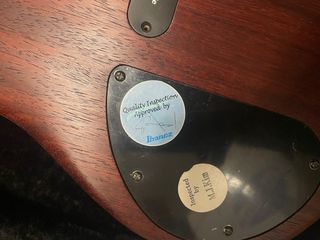 Quality Inspection
Approved by
Ibanez
Inspected
by
M.J.Kim